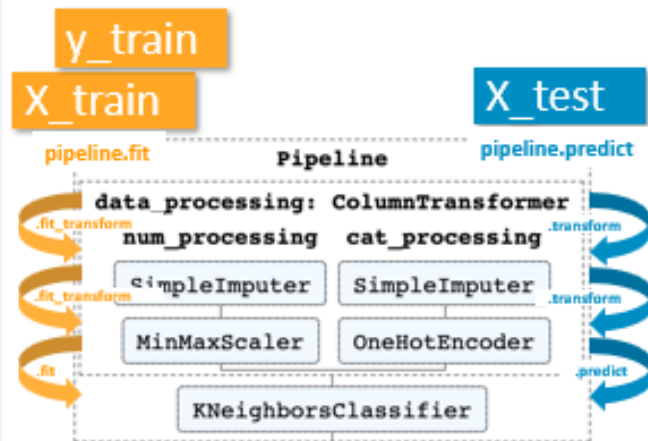 y_train
X_train
X_test
pipeline.fit
Pipeline
pipeline.predict
data_processing: ColumnTransformer
.fit_transform
.transform
num_processing cat_processing
SimpleImputer SimpleImputer
.fit_transform
.transform
MinMaxScaler OneHotEncoder
.fit
.predict
KNeighborsClassifier